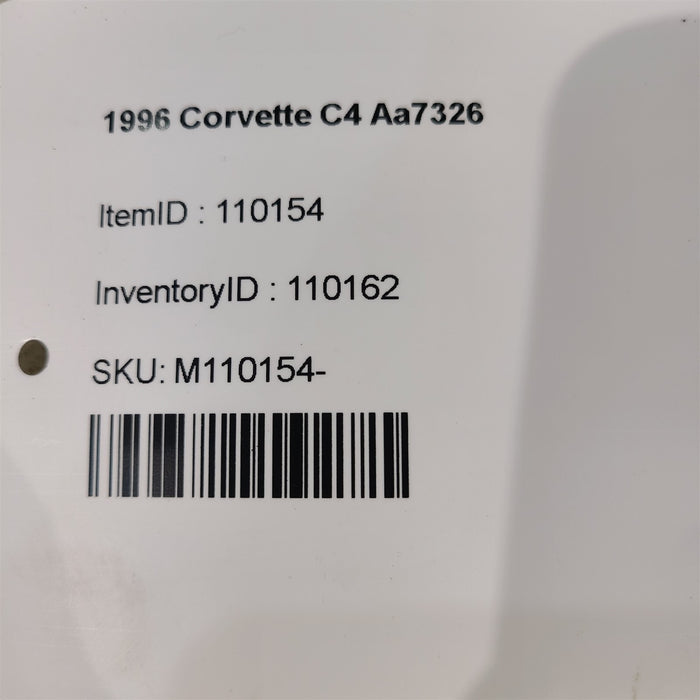 1996 Corvette C4 Aa7326
ItemID : 110154
InventoryID : 110162
SKU: M110154-